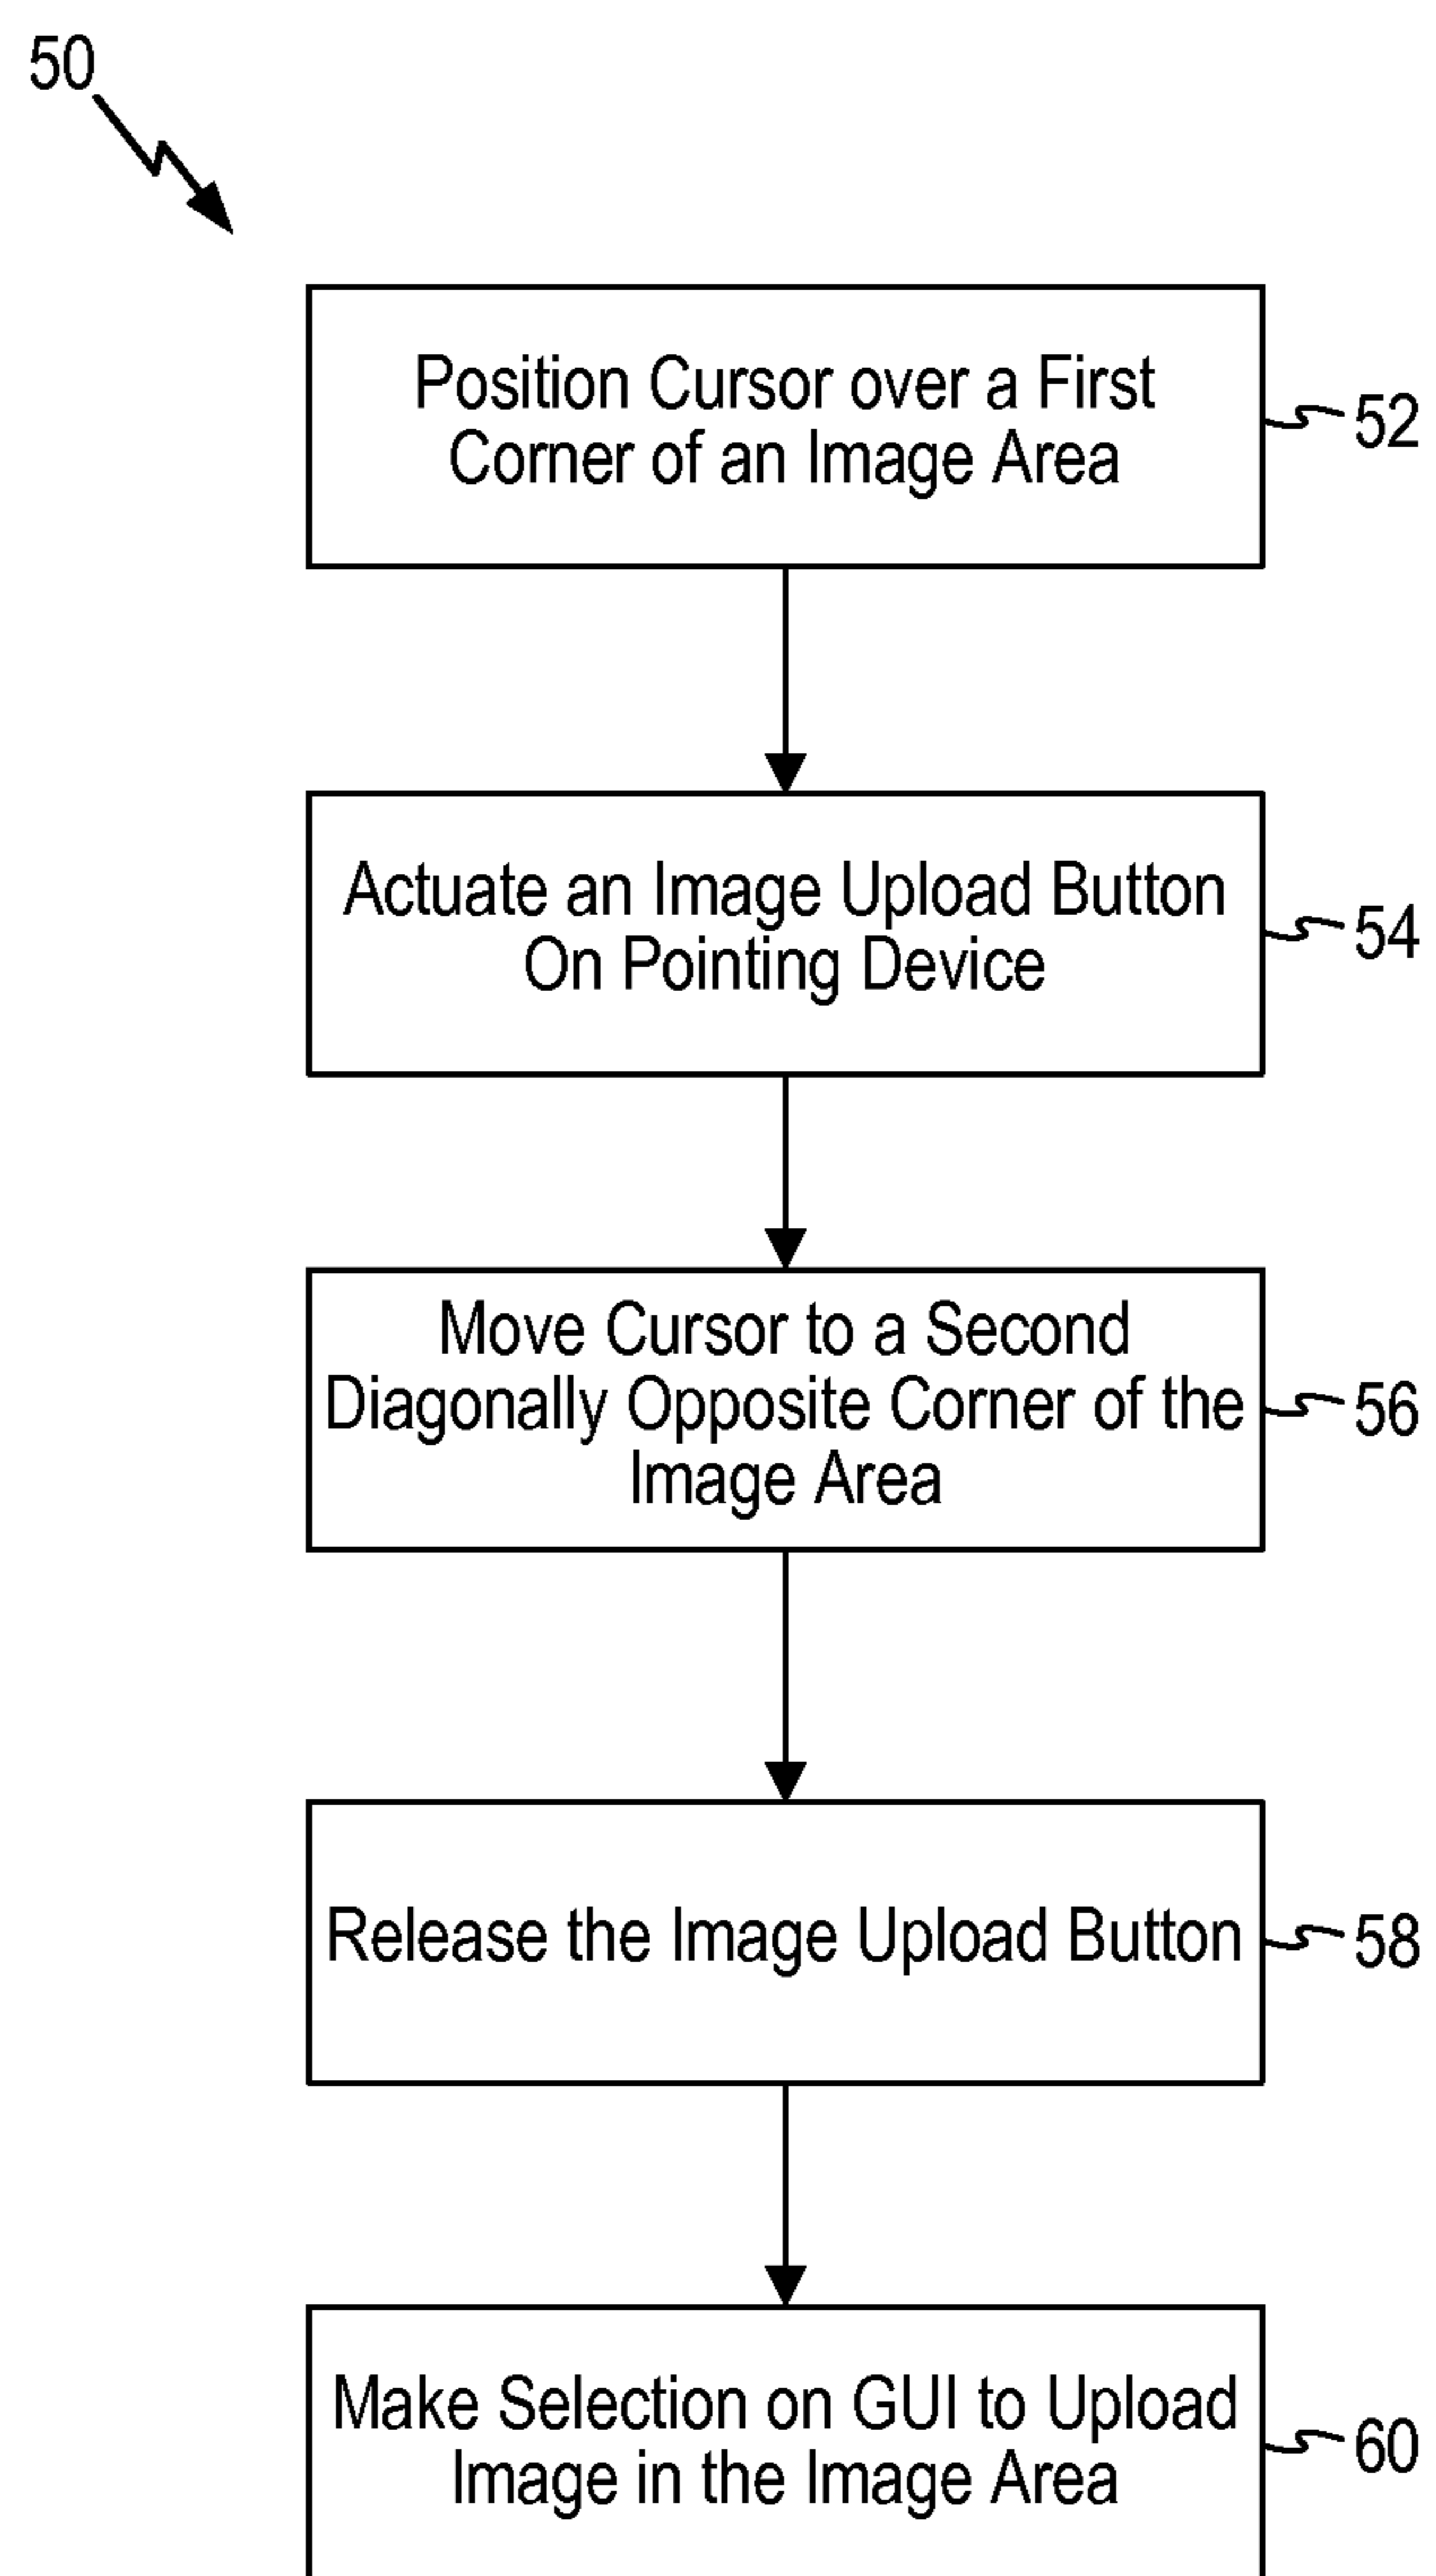 50
Position Cursor over a First
Corner of an Image Area
52
Actuate an Image Upload Button
On Pointing Device
54
Move Cursor to a Second
Diagonally Opposite Corner of the
Image Area
56
Release the Image Upload Button
58
Make Selection on GUI to Upload
Image in the Image Area
60